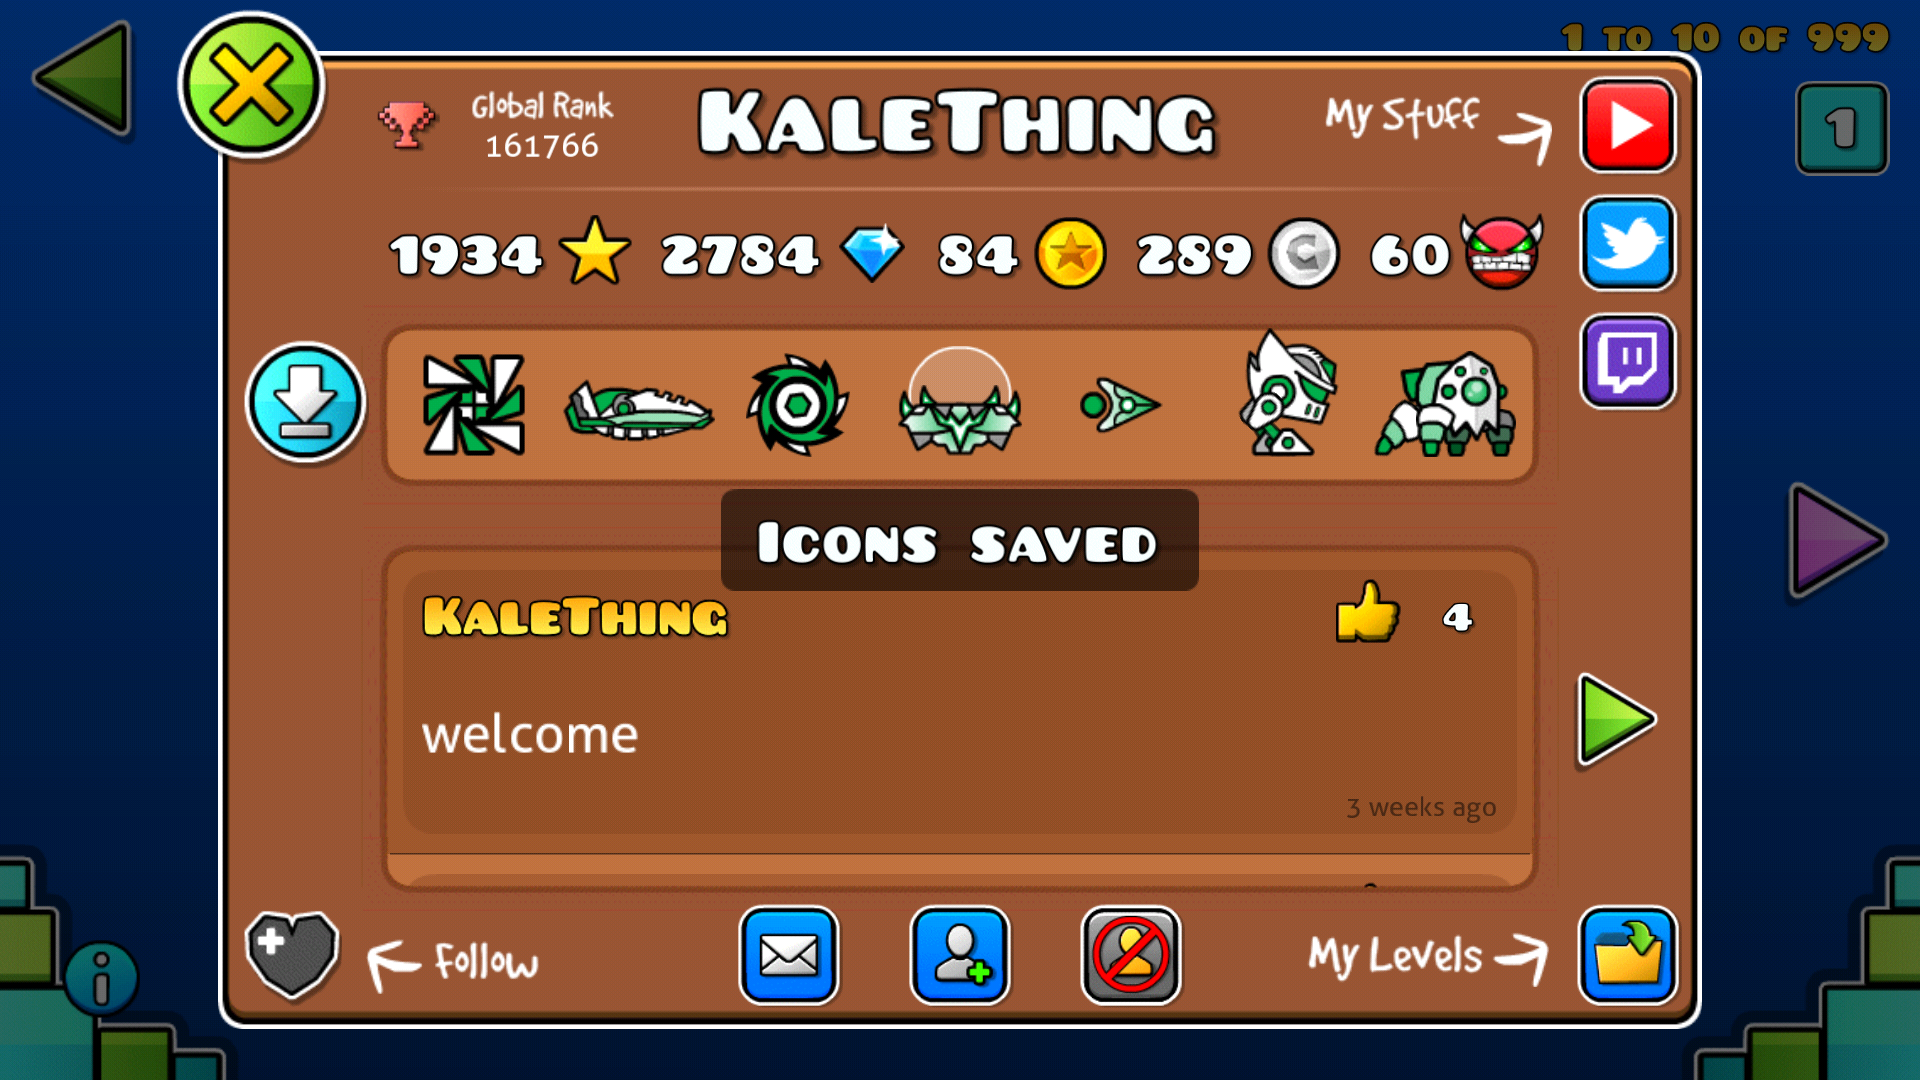 1 to 10 of 999
1
Global Rank
161766
KaleThing
My Stuff
1934 2784 84 289 60
Icons saved
KaleThing
4
welcome
3 weeks ago
Follow
My Levels